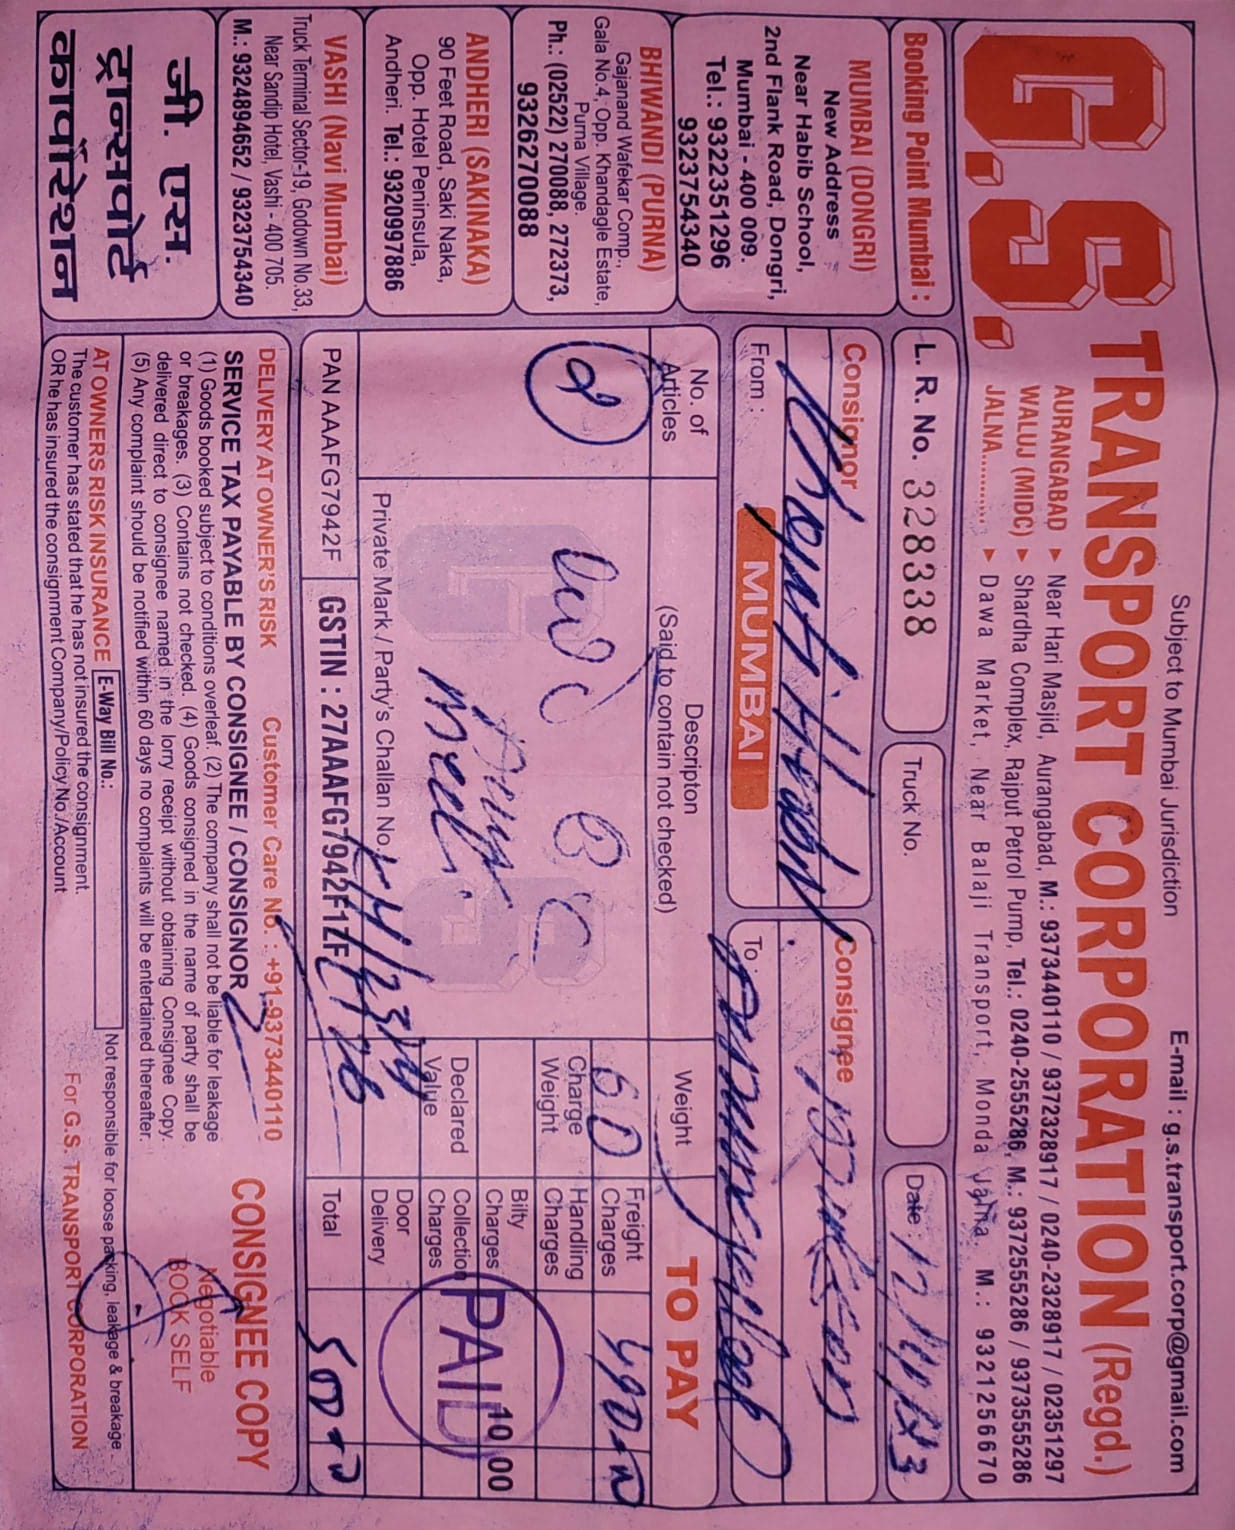 Subject to Mumbai Jurisdiction
E-mail : g.s.transport.corp@gmail.com
G.S. TRANSPORT CORPORATION (Regd.)
AURANGABAD ➤ Near Hari Masjid, Aurangabad, M.: 9373440110 / 9372328917 / 0240-2328917 / 02351297
WALUJ (MIDC) ➤ Shardha Complex, Rajput Petrol Pump, Tel.: 0240-2555286, M.: 9372555286 / 9373555286
JALNA............ ➤ Dawa Market, Near Balaji Transport, Monda Jalna. M.: 9321256670
Booking Point Mumbai :
MUMBAI (DONGRI)
New Address
Near Habib School,
2nd Flank Road, Dongri,
Mumbai - 400 009.
Tel.: 9322351296
9323754340
BHIWANDI (PURNA)
Gajanand Wafekar Comp.,
Gala No.4, Opp. Khandagle Estate,
Purna Village.
Ph.: (02522) 270088, 272373,
9326270088
ANDHERI (SAKINAKA)
90 Feet Road, Saki Naka,
Opp. Hotel Peninsula,
Andheri. Tel.: 9320997886
VASHI (Navi Mumbai)
Truck Terminal Sector-19, Godown No.33,
Near Sandip Hotel, Vashi - 400 705.
M.: 9324894652 / 9323754340
जी. एस.
ट्रान्सपोर्ट
कार्पोरेशन
L. R. No. 328338
Truck No.
Date
Consignor
Consignee
From : MUMBAI
To :
No. of Articles
Descripton
(Said to contain not checked)
Weight
TO PAY
2
60
Charge Weight
Declared Value
Freight Charges 490
Handling Charges
Bilty Charges 10 00
Collection Charges
Door Delivery
PAID
Private Mark / Party's Challan No.
PAN AAAFG7942F
GSTIN : 27AAAFG7942F1ZF
Total 500
DELIVERY AT OWNER'S RISK
Customer Care No. : +91-9373440110
SERVICE TAX PAYABLE BY CONSIGNEE / CONSIGNOR
(1) Goods booked subject to conditions overleaf. (2) The company shall not be liable for leakage
or breakages. (3) Contains not checked. (4) Goods consigned in the name of party shall be
delivered direct to consignee named in the lorry receipt without obtaining Consignee Copy.
(5) Any complaint should be notified within 60 days no complaints will be entertained thereafter.
CONSIGNEE COPY
Negotiable
BOOK SELF
AT OWNERS RISK INSURANCE
E-Way Bill No.:
Not responsible for loose packing, leakage & breakage.
The customer has stated that he has not insured the consignment.
OR he has insured the consignment Company/Policy No./Account
For G.S. TRANSPORT CORPORATION